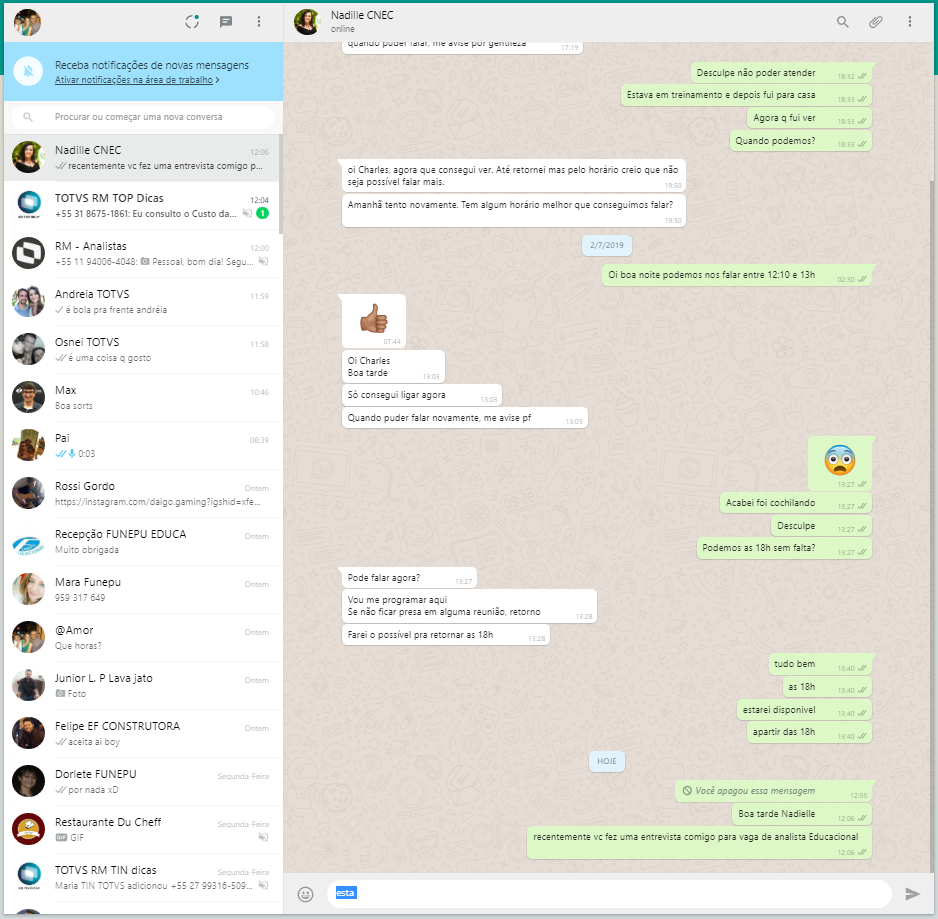 Nadille CNEC
online
Receba notificações de novas mensagens
Ativar notificações na área de trabalho ›
Procurar ou começar uma nova conversa
Nadille CNEC
12:06
recentemente vc fez uma entrevista comigo p...
TOTVS RM TOP Dicas
12:04
+55 31 8675-1861: Eu consulto o Custo da...
1
RM - Analistas
12:00
+55 11 94006-4048: Pessoal, bom dia! Segu...
Andreia TOTVS
11:59
é bola pra frente andréia
Osnei TOTVS
11:58
é uma coisa q gosto
Max
10:46
Boa sorts
Pai
08:39
0:03
Rossi Gordo
Ontem
https://instagram.com/daigo.gaming?igshid=xfe...
Recepção FUNEPU EDUCA
Ontem
Muito obrigada
Mara Funepu
Ontem
959 317 649
@Amor
Ontem
Que horas?
Junior L. P Lava jato
Ontem
Foto
Felipe EF CONSTRUTORA
Ontem
aceita ai boy
Dorlete FUNEPU
Segunda-Feira
por nada xD
Restaurante Du Cheff
Segunda-Feira
GIF
GIF
TOTVS RM TIN dicas
Segunda-Feira
Maria TIN TOTVS adicionou +55 27 99316-509...
quando puder falar, me avise por gentileza
17:19
Desculpe não poder atender
18:32
Estava em treinamento e depois fui para casa
18:33
Agora q fui ver
18:33
Quando podemos?
18:33
oi Charles, agora que consegui ver. Até retornei mas pelo horário creio que não
seja possível falar mais.
19:50
Amanhã tento novamente. Tem algum horário melhor que conseguimos falar?
19:50
2/7/2019
Oi boa noite podemos nos falar entre 12:10 e 13h
02:30
07:44
Oi Charles
Boa tarde
13:03
Só consegui ligar agora
13:03
Quando puder falar novamente, me avise pf
13:03
13:27
Acabei foi cochilando
13:27
Desculpe
13:27
Podemos as 18h sem falta?
13:27
Pode falar agora?
13:27
Vou me programar aqui
Se não ficar presa em alguma reunião, retorno
13:28
Farei o possível pra retornar as 18h
13:28
tudo bem
13:40
as 18h
13:40
estarei disponivel
13:40
apartir das 18h
13:40
HOJE
Você apagou essa mensagem
12:05
Boa tarde Nadielle
12:06
recentemente vc fez uma entrevista comigo para vaga de analista Educacional
12:06
esta